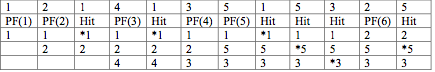 1 2 1 4 1 3 5 1 5 3 2 5
PF(1) PF(2) Hit PF(3) Hit PF(4) PF(5) Hit Hit Hit PF(6) Hit
1 1 *1 1 *1 1 1 *1 1 1 2 2
2 2 2 2 2 5 5 *5 5 5 *5
4 4 3 3 3 3 *3 3 3